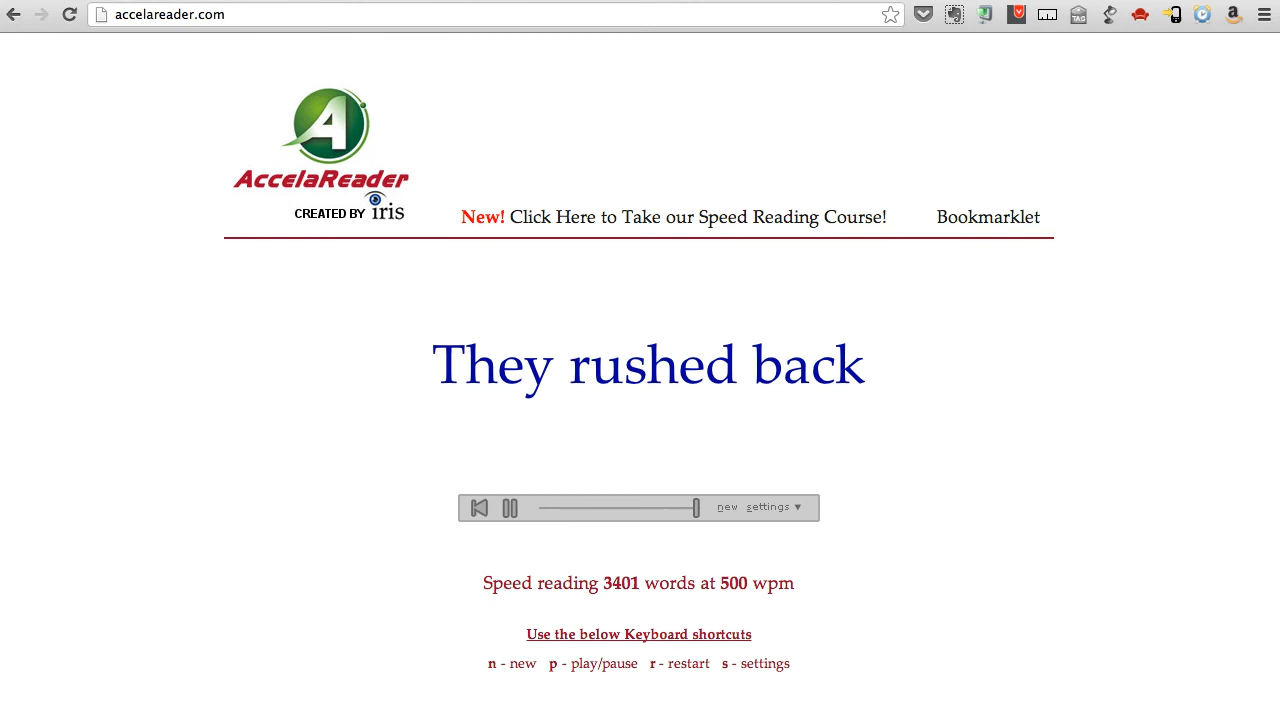 accelareader.com
TAG
a
A
AccelaReader
CREATED BY iris
New! Click Here to Take our Speed Reading Course!
Bookmarklet
They rushed back
new settings ▼
Speed reading 3401 words at 500 wpm
Use the below Keyboard shortcuts
n - new p - play/pause r - restart s - settings